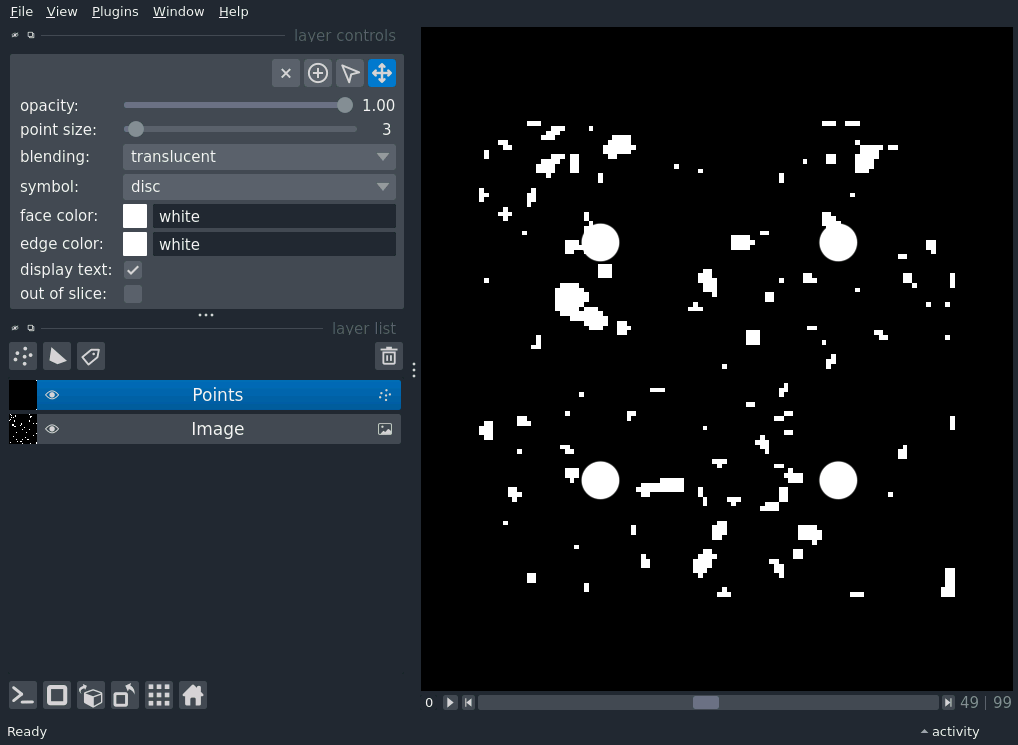 File View Plugins Window Help
layer controls
opacity: 1.00
point size: 3
blending: translucent
symbol: disc
face color: white
edge color: white
display text:
out of slice:
layer list
Points
Image
0 49 | 99
Ready activity